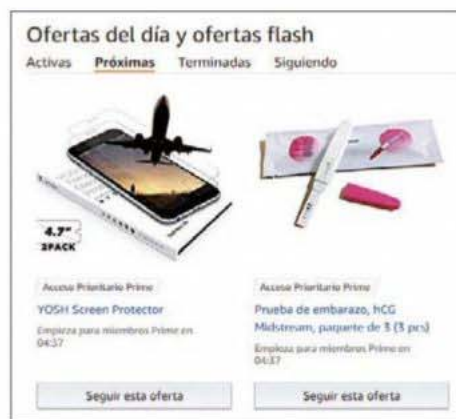 Ofertas del día y ofertas flash
Activas Próximas Terminadas Siguiendo
4.7"
2PACK
Acceso Prioritario Prime
YOSH Screen Protector
Empieza para miembros Prime en
04:37
Seguir esta oferta
Acceso Prioritario Prime
Prueba de embarazo, hCG
Midstream, paquete de 3 (3 pcs)
Empieza para miembros Prime en
04:37
Seguir esta oferta